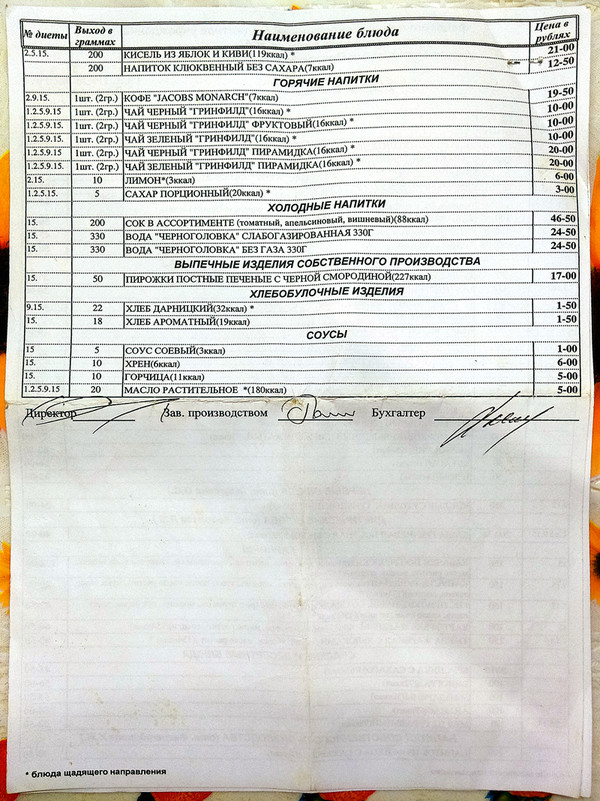 № диеты Выход в граммах Наименование блюда Цена в рублях
2.5.15. 200 КИСЕЛЬ ИЗ ЯБЛОК И КИВИ(119ккал) * 21-00
200 НАПИТОК КЛЮКВЕННЫЙ БЕЗ САХАРА(7ккал) 12-50
ГОРЯЧИЕ НАПИТКИ
2.9.15. 1шт. (2гр.) КОФЕ "JACOBS MONARCH"(7ккал) 19-50
1.2.5.9.15. 1шт. (2гр.) ЧАЙ ЧЕРНЫЙ "ГРИНФИЛД"(16ккал) * 10-00
1.2.5.9.15. 1шт. (2гр.) ЧАЙ ЧЕРНЫЙ "ГРИНФИЛД" ФРУКТОВЫЙ(16ккал) * 10-00
1.2.5.9.15. 1шт. (2гр.) ЧАЙ ЗЕЛЕНЫЙ "ГРИНФИЛД"(16ккал) * 10-00
1.2.5.9.15 1шт. (2гр.) ЧАЙ ЧЕРНЫЙ "ГРИНФИЛД" ПИРАМИДКА(16ккал) * 20-00
1.2.5.9.15 1шт. (2гр.) ЧАЙ ЗЕЛЕНЫЙ "ГРИНФИЛД" ПИРАМИДКА(16ккал) * 20-00
2.15. 10 ЛИМОН*(3ккал) 6-00
1.2.5.15. 5 САХАР ПОРЦИОННЫЙ(20ккал) * 3-00
ХОЛОДНЫЕ НАПИТКИ
15. 200 СОК В АССОРТИМЕНТЕ (томатный, апельсиновый, вишневый)(88ккал) 46-50
15. 330 ВОДА "ЧЕРНОГОЛОВКА" СЛАБОГАЗИРОВАННАЯ 330Г 24-50
15. 330 ВОДА "ЧЕРНОГОЛОВКА" БЕЗ ГАЗА 330Г 24-50
ВЫПЕЧНЫЕ ИЗДЕЛИЯ СОБСТВЕННОГО ПРОИЗВОДСТВА
15. 50 ПИРОЖКИ ПОСТНЫЕ ПЕЧЕНЫЕ С ЧЕРНОЙ СМОРОДИНОЙ(227ккал) 17-00
ХЛЕБОБУЛОЧНЫЕ ИЗДЕЛИЯ
9.15. 22 ХЛЕБ ДАРНИЦКИЙ(32ккал) * 1-50
15. 18 ХЛЕБ АРОМАТНЫЙ(19ккал) 1-50
СОУСЫ
15 5 СОУС СОЕВЫЙ(3ккал) 1-00
15. 10 ХРЕН(6ккал) 6-00
15. 10 ГОРЧИЦА(11ккал) 5-00
1.2.5.9.15 20 МАСЛО РАСТИТЕЛЬНОЕ *(180ккал) 5-00
Директор Зав. производством Бухгалтер
* блюда щадящего направления